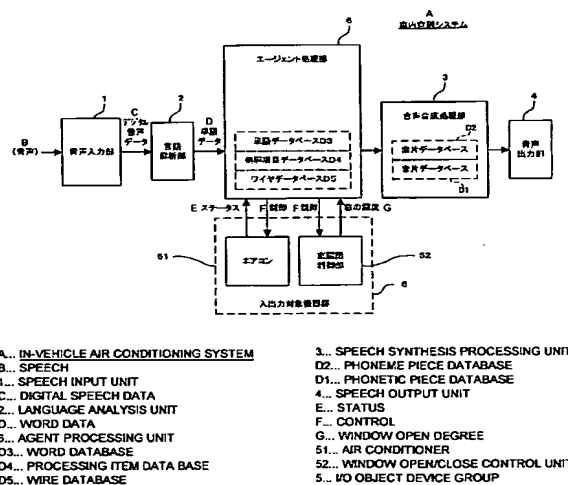 A
車内空調システム
6
エージェント処理部
1
C
デジタル
音声
データ
2
D
単語
データ
3
音声合成処理部
4
B
(音声)
音声入力部
言語
解析部
単語データベースD3
処理項目データベースD4
ワイヤデータベースD5
D2
音片データベース
データベース
D1
音声
出力部
E ステータス
F 制御
F 制御
窓の開度 G
51
エアコン
窓開閉
制御部
52
入出力対象機器群
A... IN-VEHICLE AIR CONDITIONING SYSTEM
B... SPEECH
1... SPEECH INPUT UNIT
C... DIGITAL SPEECH DATA
2... LANGUAGE ANALYSIS UNIT
D... WORD DATA
6... AGENT PROCESSING UNIT
D3... WORD DATABASE
D4... PROCESSING ITEM DATA BASE
D5... WIRE DATABASE
3... SPEECH SYNTHESIS PROCESSING UNIT
D2... PHONEME PIECE DATABASE
D1... PHONETIC PIECE DATABASE
4... SPEECH OUTPUT UNIT
E... STATUS
F... CONTROL
G... WINDOW OPEN DEGREE
51... AIR CONDITIONER
52... WINDOW OPEN/CLOSE CONTROL UNIT
5... I/O OBJECT DEVICE GROUP